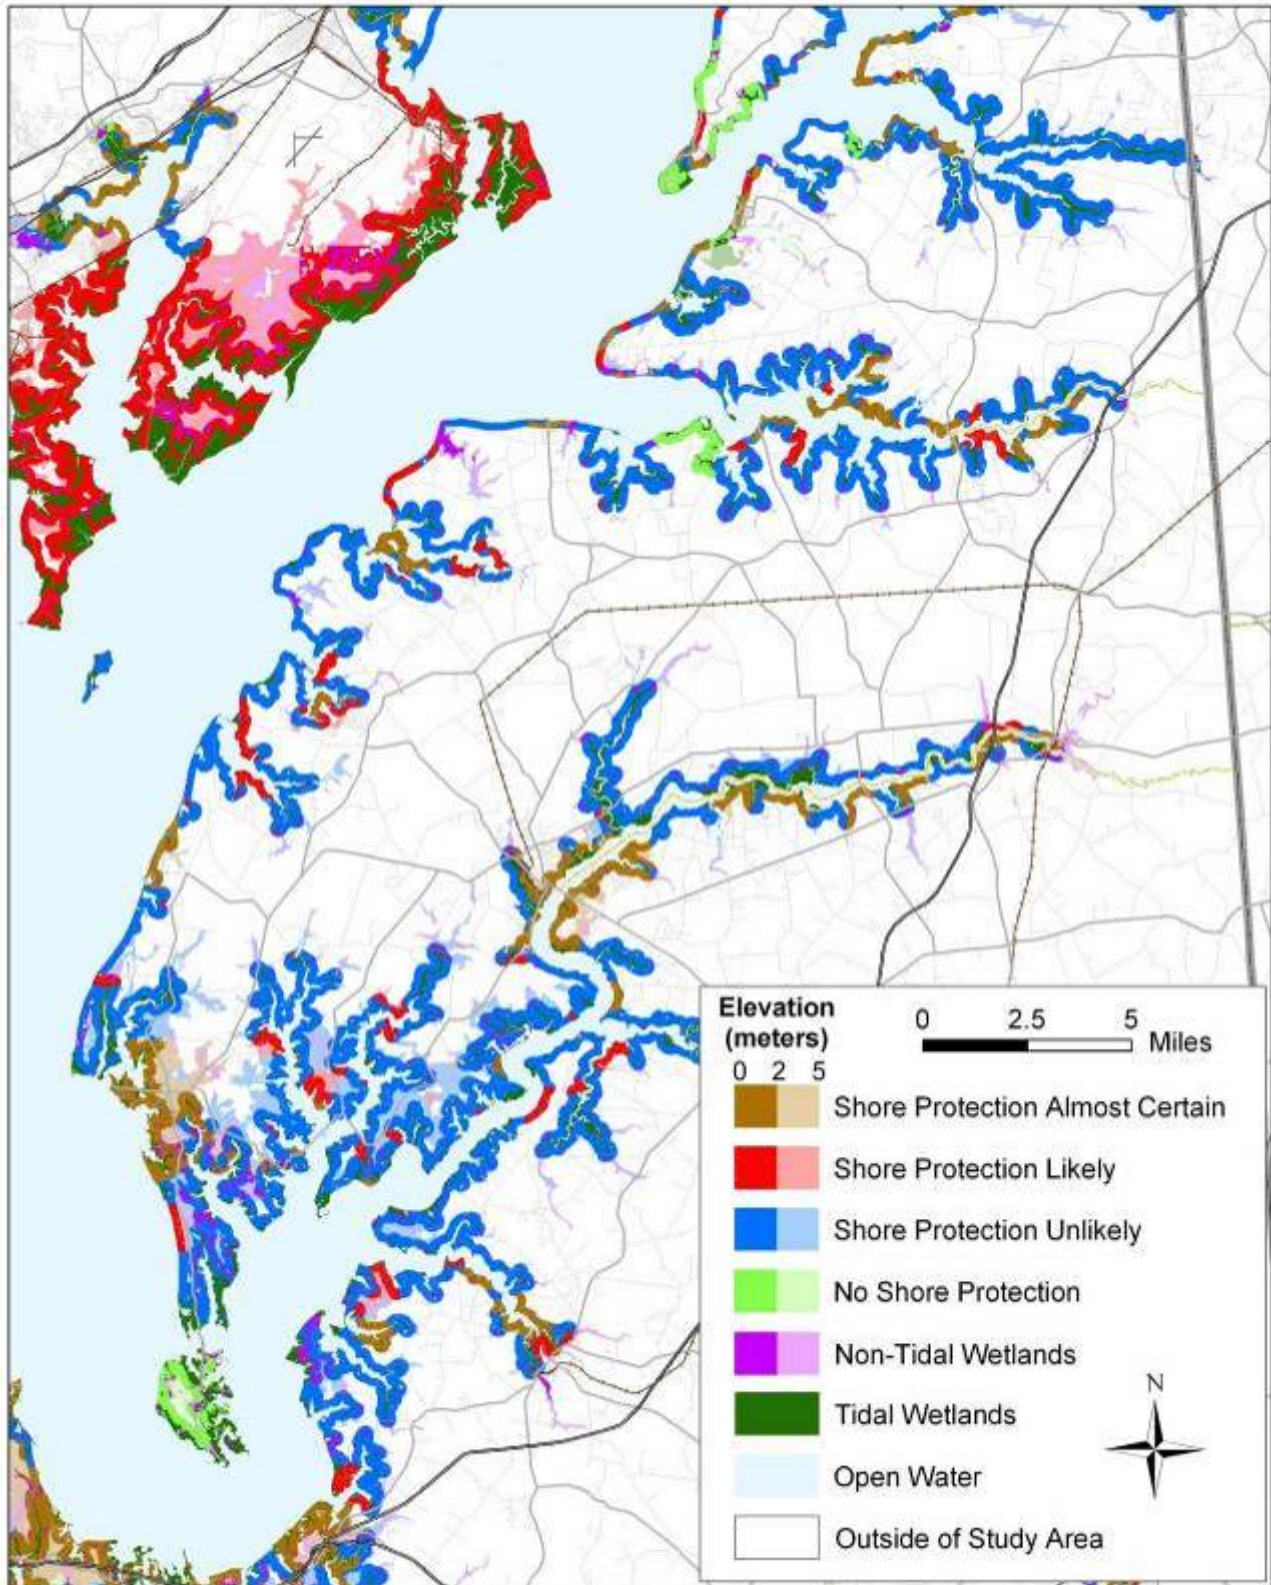 Elevation
(meters)
0 2 5
0 2.5 5
Miles
Shore Protection Almost Certain
Shore Protection Likely
Shore Protection Unlikely
No Shore Protection
Non-Tidal Wetlands
Tidal Wetlands
Open Water
Outside of Study Area
N